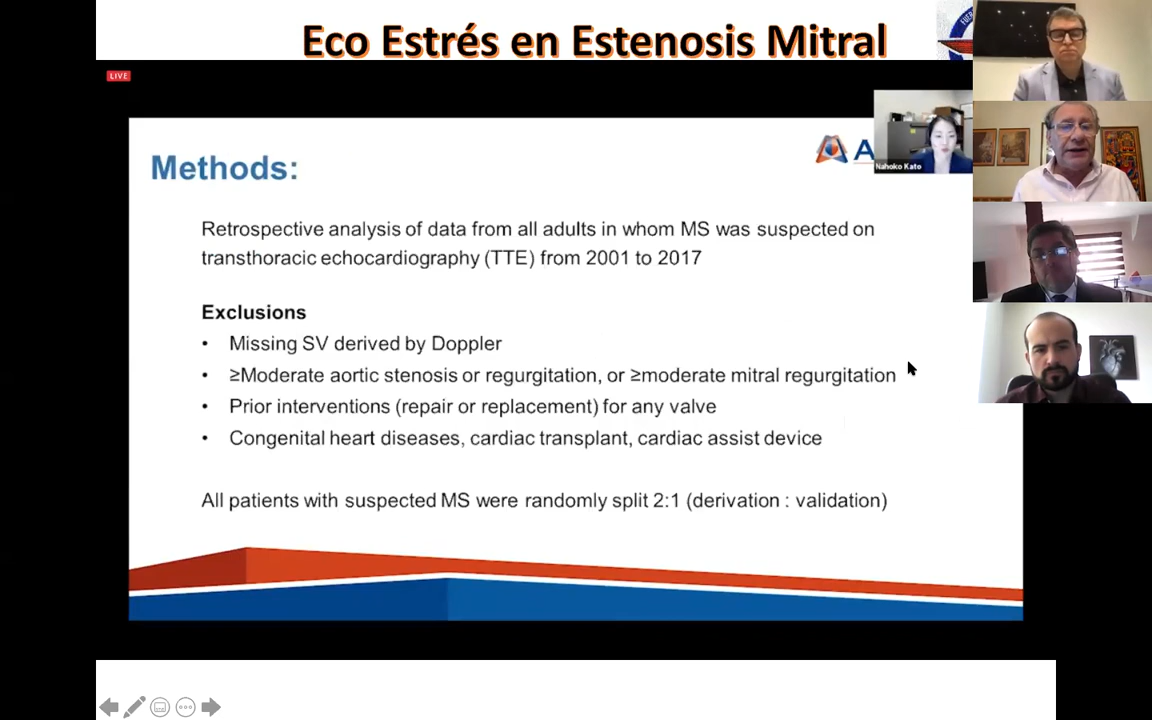 Eco Estrés en Estenosis Mitral
LIVE
Nahoko Kato
Methods:
Retrospective analysis of data from all adults in whom MS was suspected on
transthoracic echocardiography (TTE) from 2001 to 2017
Exclusions
• Missing SV derived by Doppler
• ≥Moderate aortic stenosis or regurgitation, or ≥moderate mitral regurgitation
• Prior interventions (repair or replacement) for any valve
• Congenital heart diseases, cardiac transplant, cardiac assist device
All patients with suspected MS were randomly split 2:1 (derivation : validation)